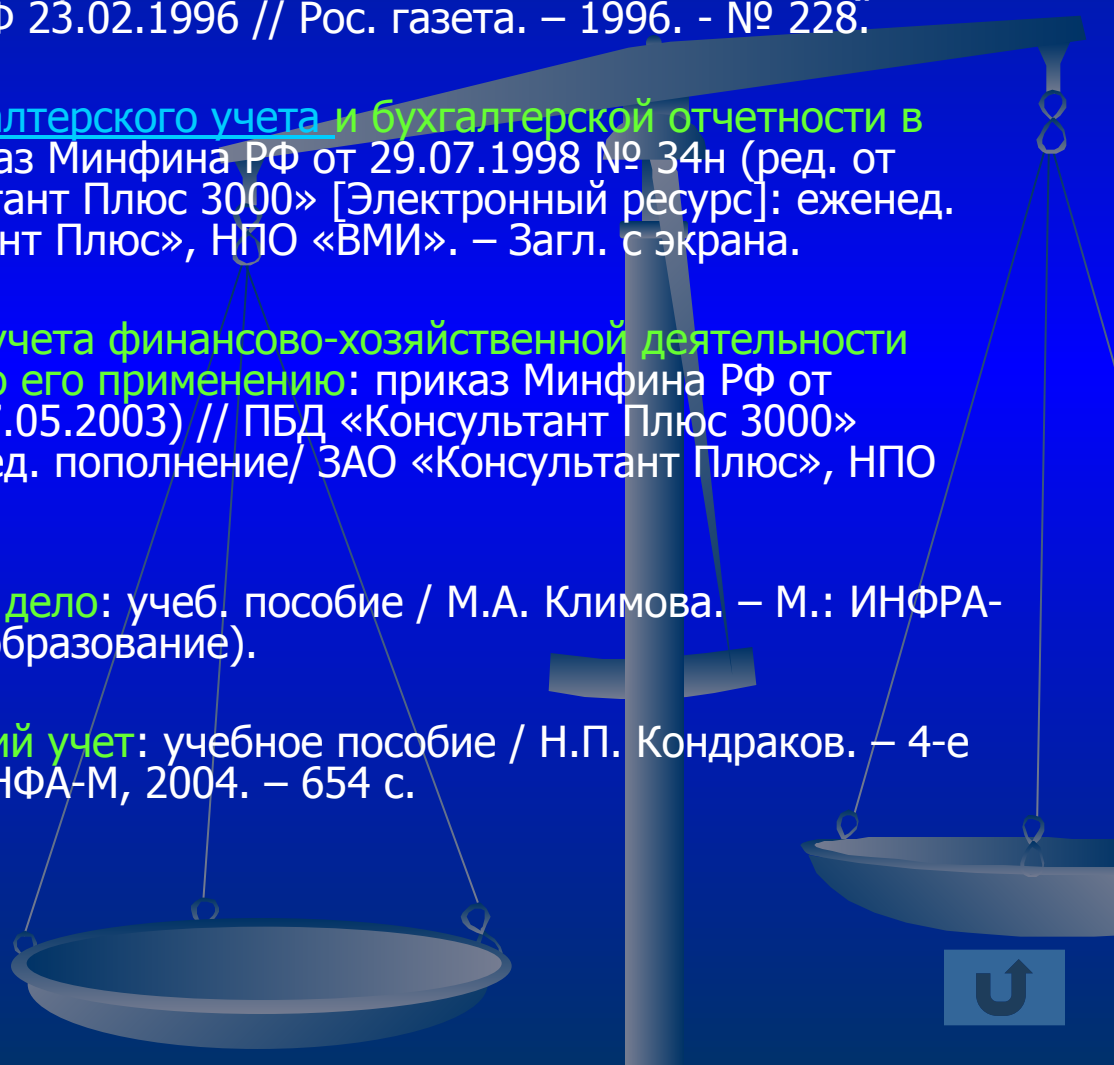 Ф 23.02.1996 // Рос. газета. – 1996. - № 228.
алтерского учета и бухгалтерской отчетности в
аз Минфина РФ от 29.07.1998 № 34н (ред. от
тант Плюс 3000» [Электронный ресурс]: еженед.
нт Плюс», НПО «ВМИ». – Загл. с экрана.
учета финансово-хозяйственной деятельности
о его применению: приказ Минфина РФ от
7.05.2003) // ПБД «Консультант Плюс 3000»
ед. пополнение/ ЗАО «Консультант Плюс», НПО
дело: учеб. пособие / М.А. Климова. – М.: ИНФРА-
образование).
ий учет: учебное пособие / Н.П. Кондраков. – 4-е
НФА-М, 2004. – 654 с.